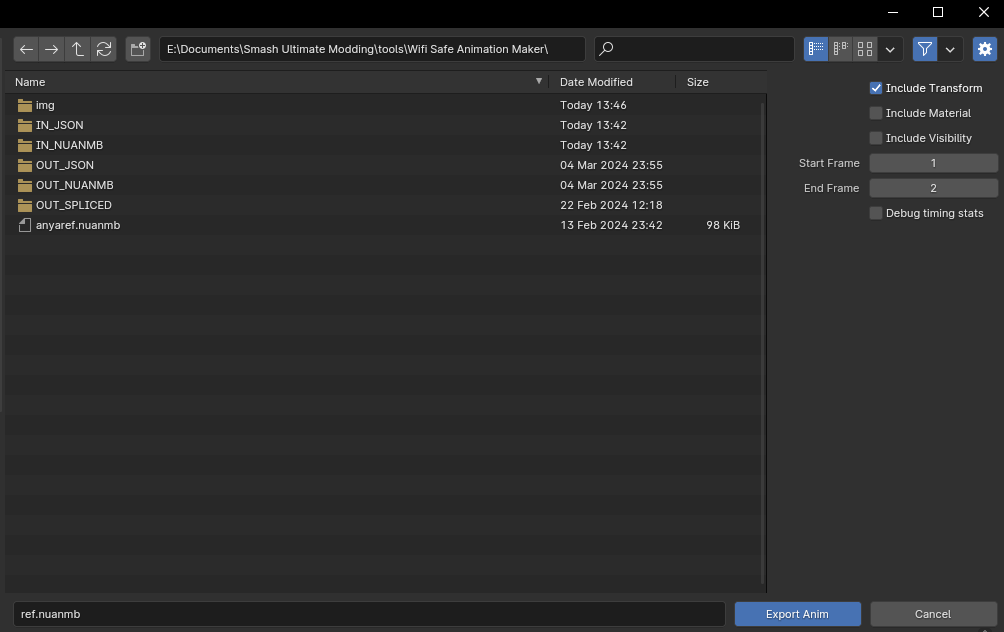 E:\Documents\Smash Ultimate Modding\tools\Wifi Safe Animation Maker\
Name Date Modified Size
img Today 13:46
IN_JSON Today 13:42
IN_NUANMB Today 13:42
OUT_JSON 04 Mar 2024 23:55
OUT_NUANMB 04 Mar 2024 23:55
OUT_SPLICED 22 Feb 2024 12:18
anyaref.nuanmb 13 Feb 2024 23:42 98 KiB
Include Transform
Include Material
Include Visibility
Start Frame 1
End Frame 2
Debug timing stats
ref.nuanmb
Export Anim
Cancel